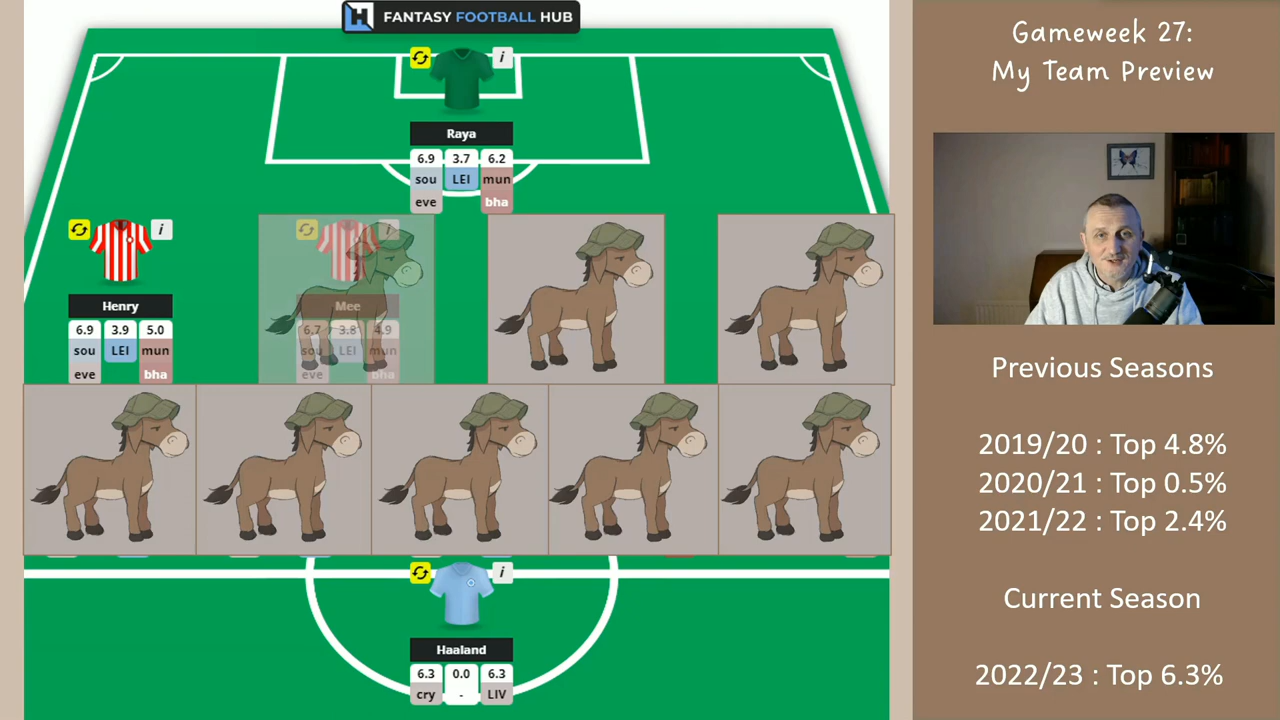 FANTASY FOOTBALL HUB
Gameweek 27:
My Team Preview
i
Raya
6.9 3.7 6.2
sou LEI mun
eve bha
i
Henry
6.9 3.9 5.0
sou LEI mun
eve bha
i
Mee
6.7 3.8 4.9
sou LEI mun
eve bha
i
Haaland
6.3 0.0 6.3
cry - LIV
Previous Seasons
2019/20 : Top 4.8%
2020/21 : Top 0.5%
2021/22 : Top 2.4%
Current Season
2022/23 : Top 6.3%